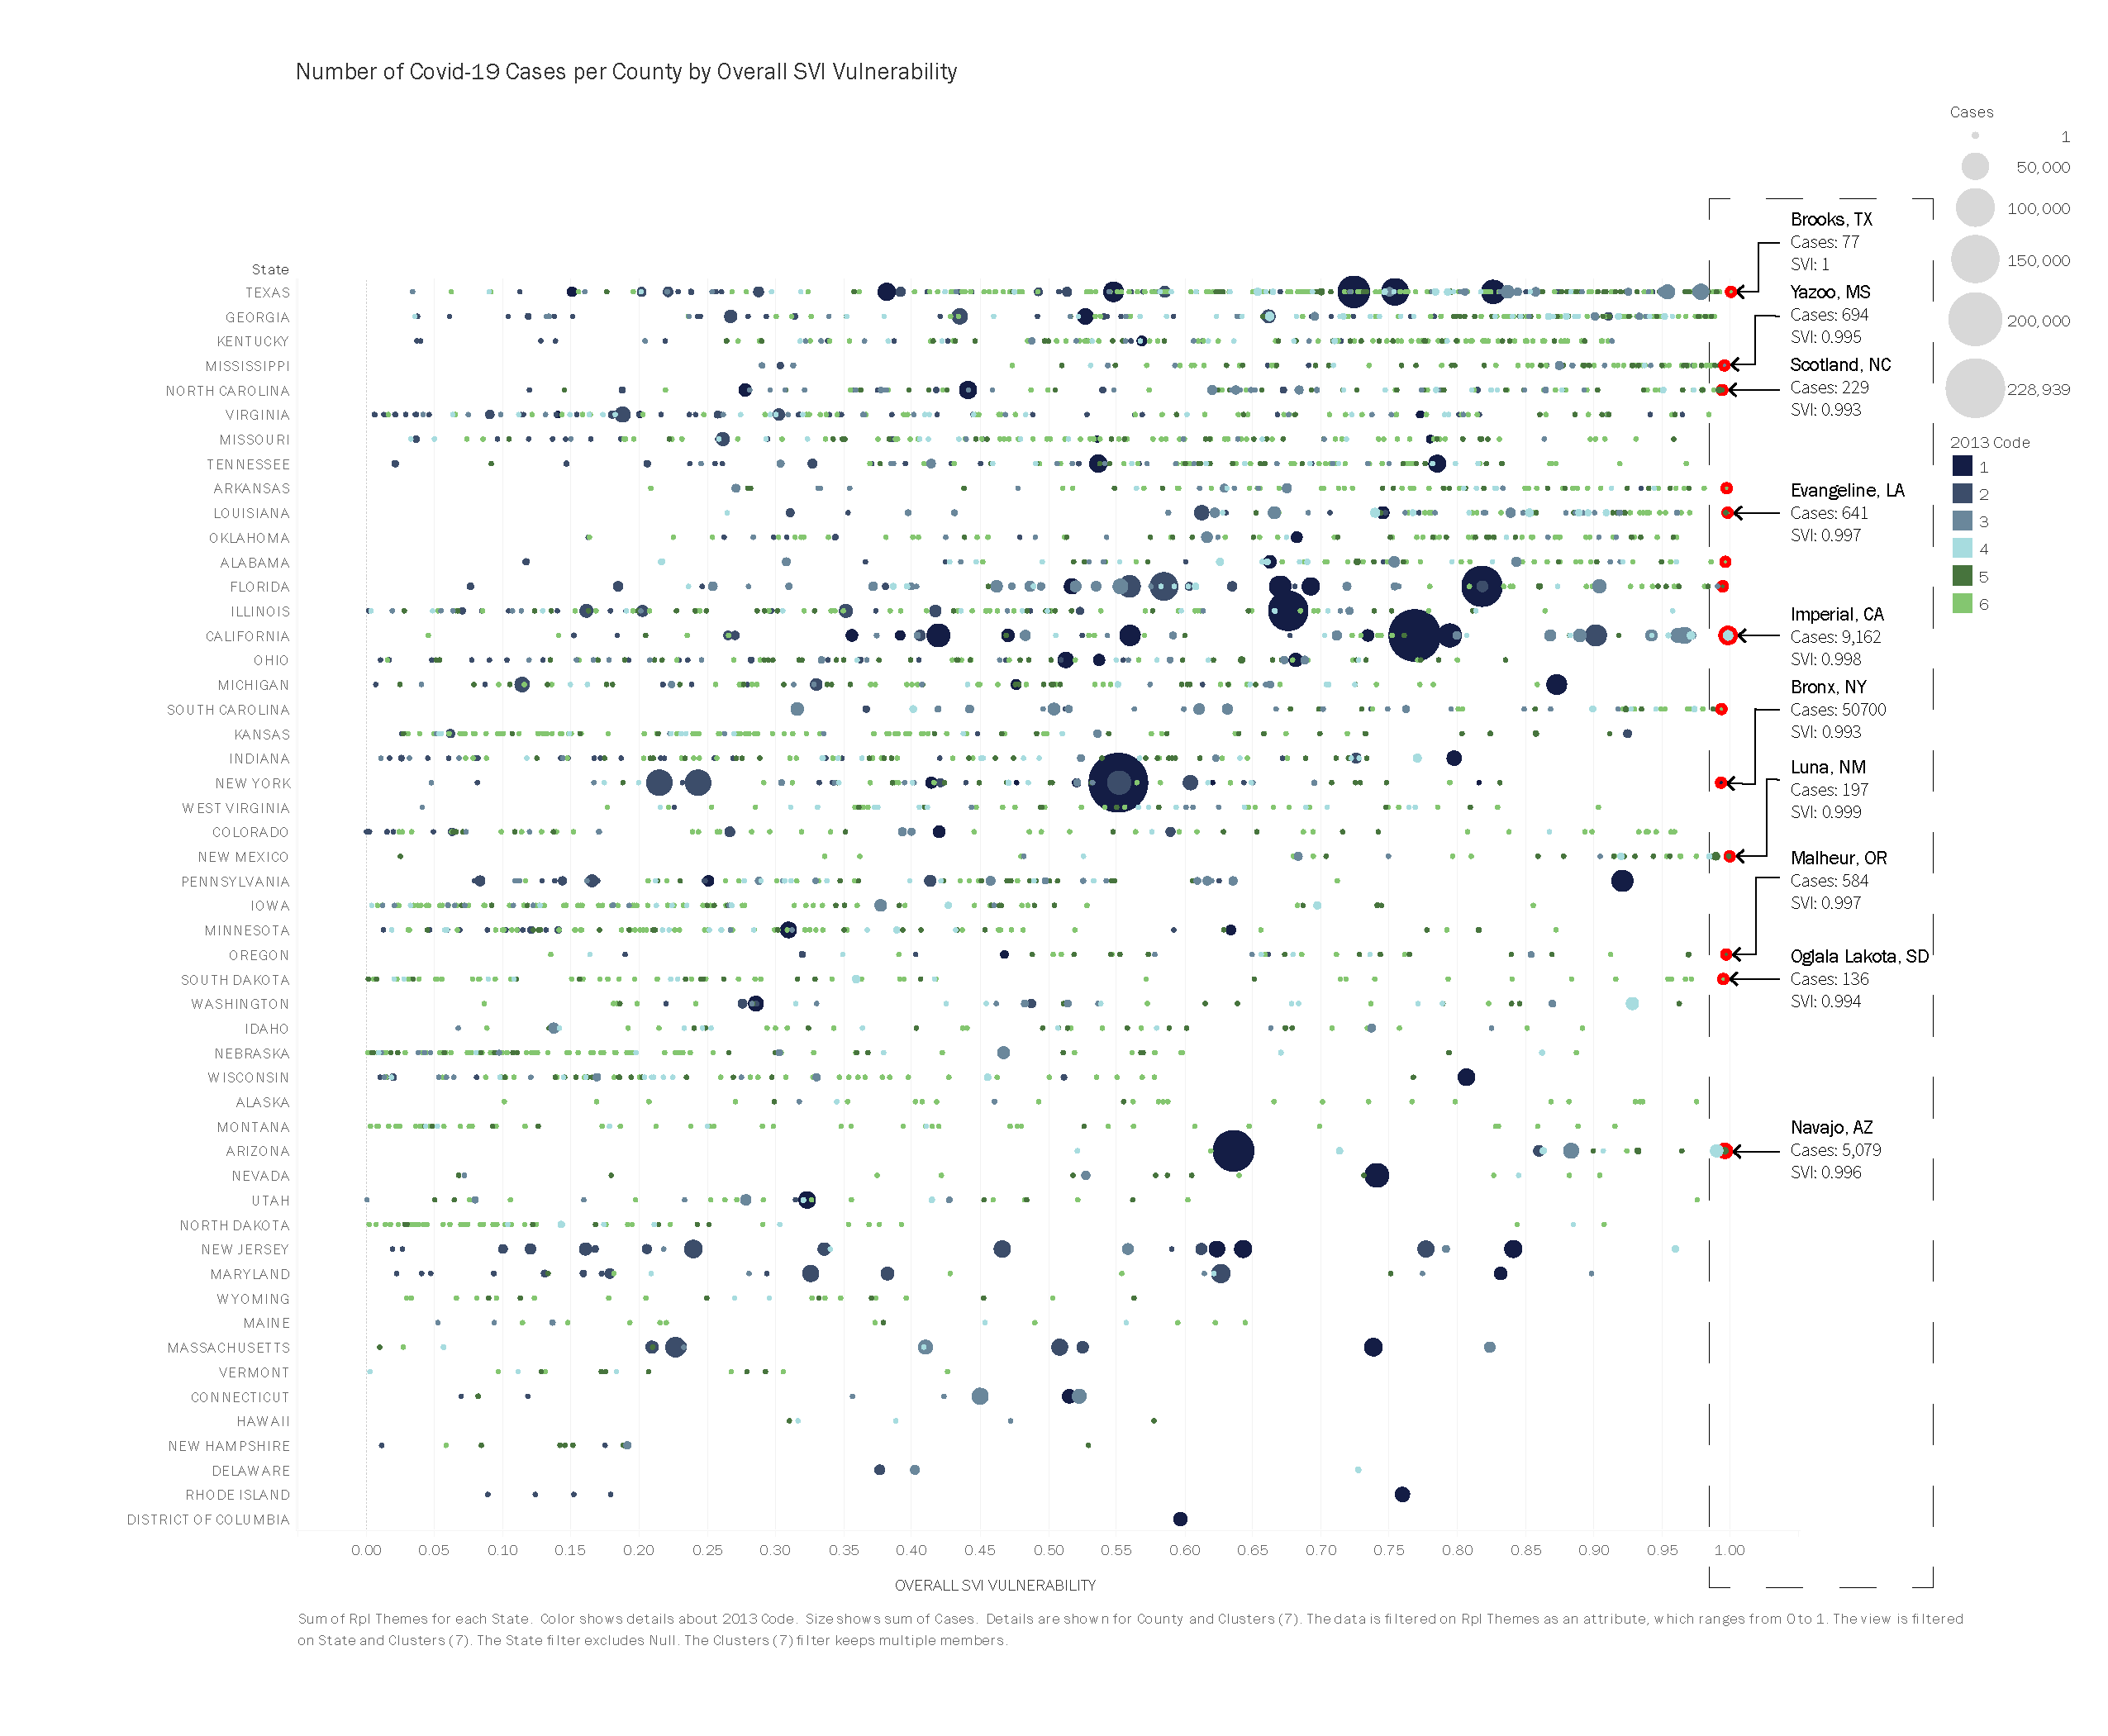 Number of Covid-19 Cases per County by Overall SVI Vulnerability
Cases
1
50,000
100,000
150,000
200,000
228,939
2013 Code
1
2
3
4
5
6
State
TEXAS
GEORGIA
KENTUCKY
MISSISSIPPI
NORTH CAROLINA
VIRGINIA
MISSOURI
TENNESSEE
ARKANSAS
LOUISIANA
OKLAHOMA
ALABAMA
FLORIDA
ILLINOIS
CALIFORNIA
OHIO
MICHIGAN
SOUTH CAROLINA
KANSAS
INDIANA
NEW YORK
WEST VIRGINIA
COLORADO
NEW MEXICO
PENNSYLVANIA
IOWA
MINNESOTA
OREGON
SOUTH DAKOTA
WASHINGTON
IDAHO
NEBRASKA
WISCONSIN
ALASKA
MONTANA
ARIZONA
NEVADA
UTAH
NORTH DAKOTA
NEW JERSEY
MARYLAND
WYOMING
MAINE
MASSACHUSETTS
VERMONT
CONNECTICUT
HAWAII
NEW HAMPSHIRE
DELAWARE
RHODE ISLAND
DISTRICT OF COLUMBIA
Brooks, TX
Cases: 77
SVI: 1
Yazoo, MS
Cases: 694
SVI: 0.995
Scotland, NC
Cases: 229
SVI: 0.993
Evangeline, LA
Cases: 641
SVI: 0.997
Imperial, CA
Cases: 9,162
SVI: 0.998
Bronx, NY
Cases: 50700
SVI: 0.993
Luna, NM
Cases: 197
SVI: 0.999
Malheur, OR
Cases: 584
SVI: 0.997
Oglala Lakota, SD
Cases: 136
SVI: 0.994
Navajo, AZ
Cases: 5,079
SVI: 0.996
0.00 0.05 0.10 0.15 0.20 0.25 0.30 0.35 0.40 0.45 0.50 0.55 0.60 0.65 0.70 0.75 0.80 0.85 0.90 0.95 1.00
OVERALL SVI VULNERABILITY
Sum of Rpl Themes for each State. Color shows details about 2013 Code. Size shows sum of Cases. Details are shown for County and Clusters (7). The data is filtered on Rpl Themes as an attribute, which ranges from 0 to 1. The view is filtered
on State and Clusters (7). The State filter excludes Null. The Clusters (7) filter keeps multiple members.